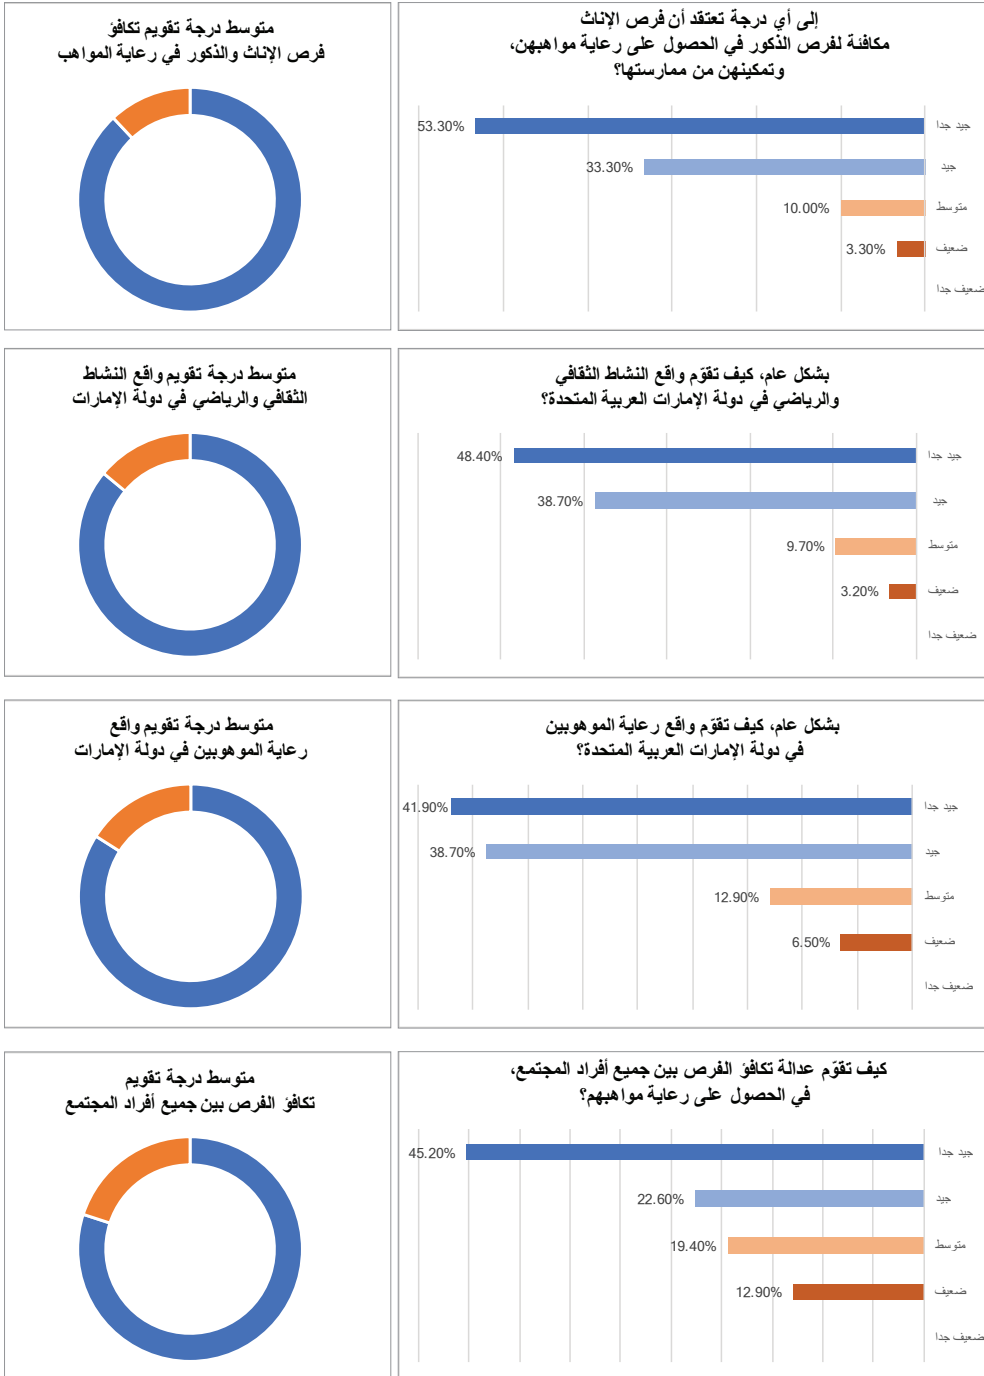 إلى أي درجة تعتقد أن فرص الإناث
مكافئة لفرص الذكور في الحصول على رعاية مواهبهن،
وتمكينهن من ممارستها؟
جيد جدا
53.30%
جيد
33.30%
متوسط
10.00%
ضعيف
3.30%
ضعيف جدا
متوسط درجة تقويم تكافؤ
فرص الإناث والذكور في رعاية المواهب
بشكل عام، كيف تقوّم واقع النشاط الثقافي
والرياضي في دولة الإمارات العربية المتحدة؟
جيد جدا
48.40%
جيد
38.70%
متوسط
9.70%
ضعيف
3.20%
ضعيف جدا
متوسط درجة تقويم واقع النشاط
الثقافي والرياضي في دولة الإمارات
بشكل عام، كيف تقوّم واقع رعاية الموهوبين
في دولة الإمارات العربية المتحدة؟
جيد جدا
41.90%
جيد
38.70%
متوسط
12.90%
ضعيف
6.50%
ضعيف جدا
متوسط درجة تقويم واقع
رعاية الموهوبين في دولة الإمارات
كيف تقوّم عدالة تكافؤ الفرص بين جميع أفراد المجتمع،
في الحصول على رعاية مواهبهم؟
جيد جدا
45.20%
جيد
22.60%
متوسط
19.40%
ضعيف
12.90%
ضعيف جدا
متوسط درجة تقويم
تكافؤ الفرص بين جميع أفراد المجتمع